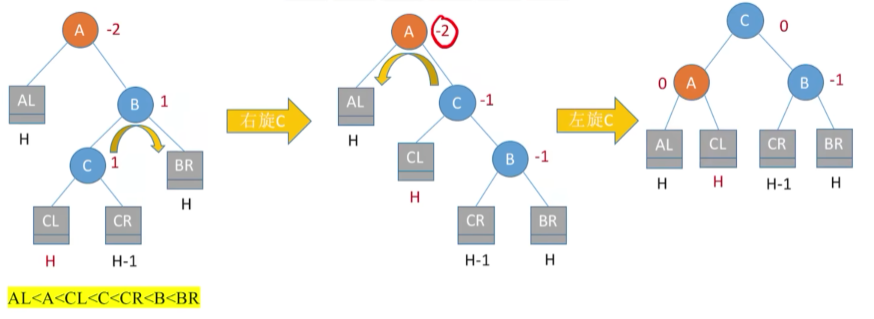 A -2
AL
H
B 1
C 1
BR
H
CL
H
CR
H-1
AL<A<CL<C<CR<B<BR
右旋C
A -2
AL
H
C -1
CL
H
B -1
CR
H-1
BR
H
左旋C
C 0
0 A
B -1
AL
H
CL
H
CR
H-1
BR
H